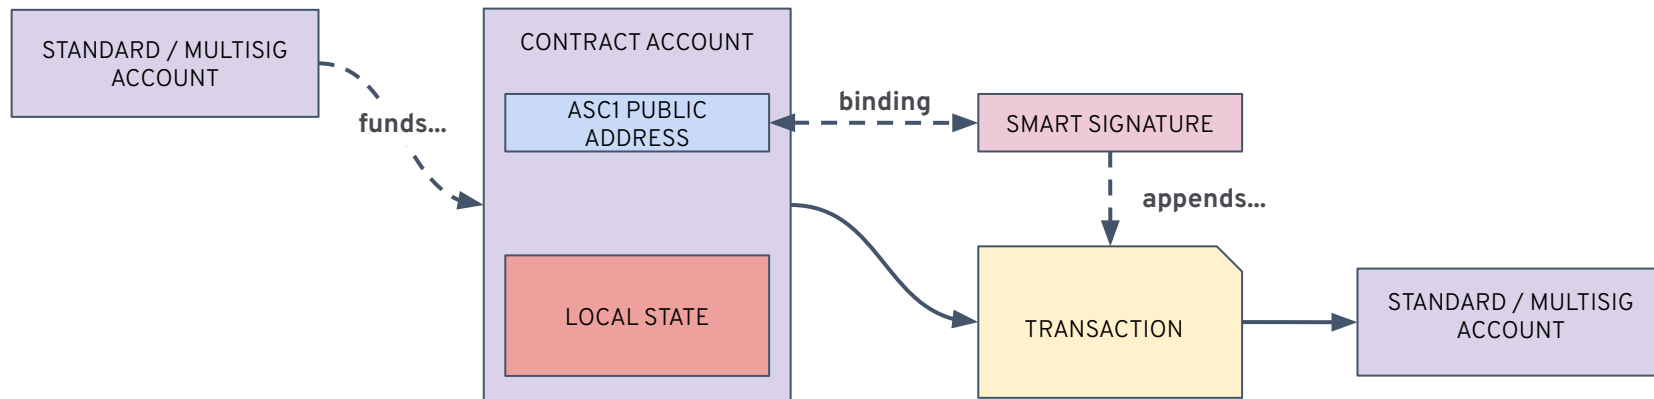 STANDARD / MULTISIG
ACCOUNT
funds...
CONTRACT ACCOUNT
ASC1 PUBLIC
ADDRESS
LOCAL STATE
binding
SMART SIGNATURE
appends...
TRANSACTION
STANDARD / MULTISIG
ACCOUNT